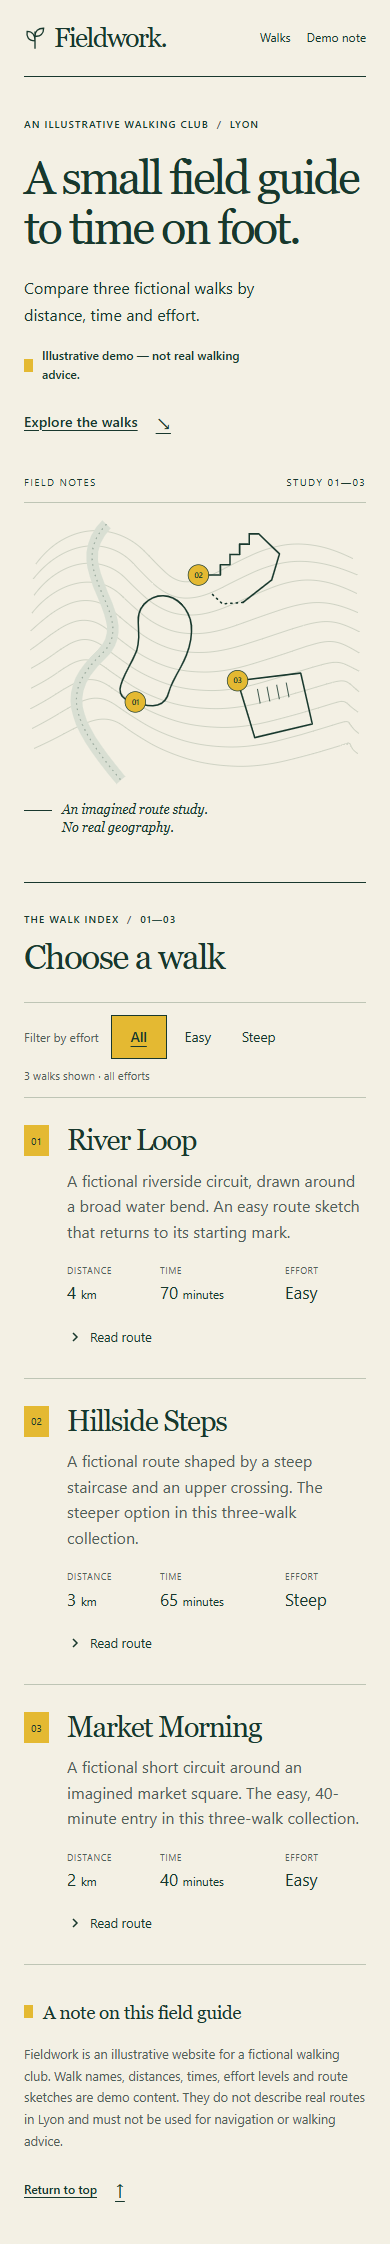 Fieldwork.
Walks Demo note
AN ILLUSTRATIVE WALKING CLUB / LYON
A small field guide
to time on foot.
Compare three fictional walks by
distance, time and effort.
Illustrative demo — not real walking
advice.
Explore the walks ↘
FIELD NOTES STUDY 01—03
02
03
01
An imagined route study.
No real geography.
THE WALK INDEX / 01—03
Choose a walk
Filter by effort All Easy Steep
3 walks shown · all efforts
01 River Loop
A fictional riverside circuit, drawn around
a broad water bend. An easy route sketch
that returns to its starting mark.
DISTANCE TIME EFFORT
4 km 70 minutes Easy
Read route
02 Hillside Steps
A fictional route shaped by a steep
staircase and an upper crossing. The
steeper option in this three-walk
collection.
DISTANCE TIME EFFORT
3 km 65 minutes Steep
Read route
03 Market Morning
A fictional short circuit around an
imagined market square. The easy, 40-
minute entry in this three-walk collection.
DISTANCE TIME EFFORT
2 km 40 minutes Easy
Read route
A note on this field guide
Fieldwork is an illustrative website for a fictional walking
club. Walk names, distances, times, effort levels and route
sketches are demo content. They do not describe real routes
in Lyon and must not be used for navigation or walking
advice.
Return to top ↑